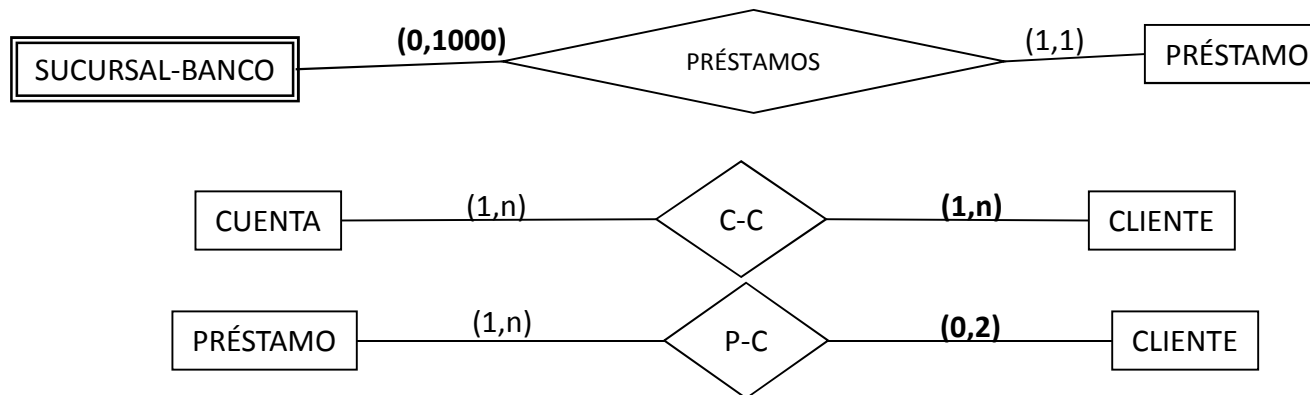 SUCURSAL-BANCO (0,1000) PRÉSTAMOS (1,1) PRÉSTAMO
CUENTA (1,n) C-C (1,n) CLIENTE
PRÉSTAMO (1,n) P-C (0,2) CLIENTE